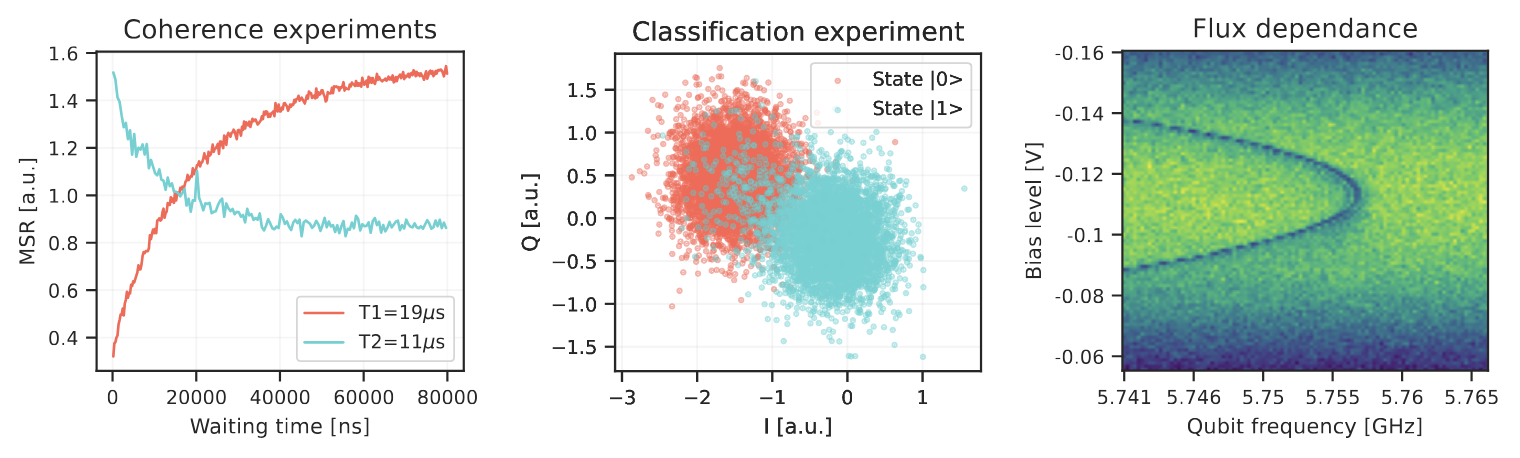 Coherence experiments
MSR [a.u.]
1.6
1.4
1.2
1.0
0.8
0.6
0.4
T1=19μs
T2=11μs
0 20000 40000 60000 80000
Waiting time [ns]
Classification experiment
Q [a.u.]
1.5
1.0
0.5
0.0
−0.5
−1.0
−1.5
State |0>
State |1>
−3 −2 −1 0 1
I [a.u.]
Flux dependance
Bias level [V]
-0.16
-0.14
-0.12
-0.1
-0.08
-0.06
5.741 5.746 5.75 5.755 5.76 5.765
Qubit frequency [GHz]